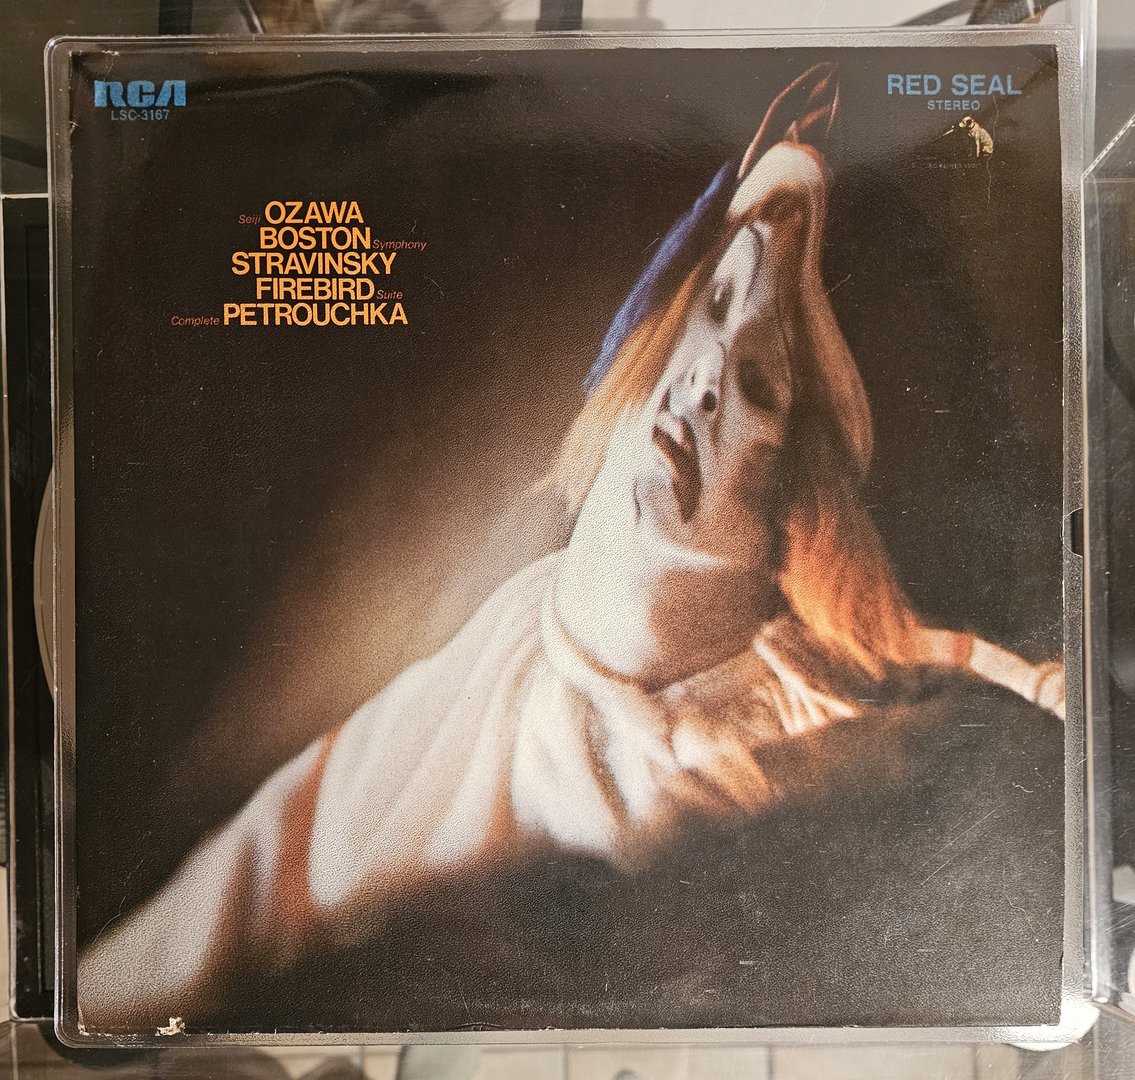 RCA
LSC-3167
RED SEAL
STEREO
Seiji OZAWA
BOSTON Symphony
STRAVINSKY
FIREBIRD Suite
Complete PETROUCHKA